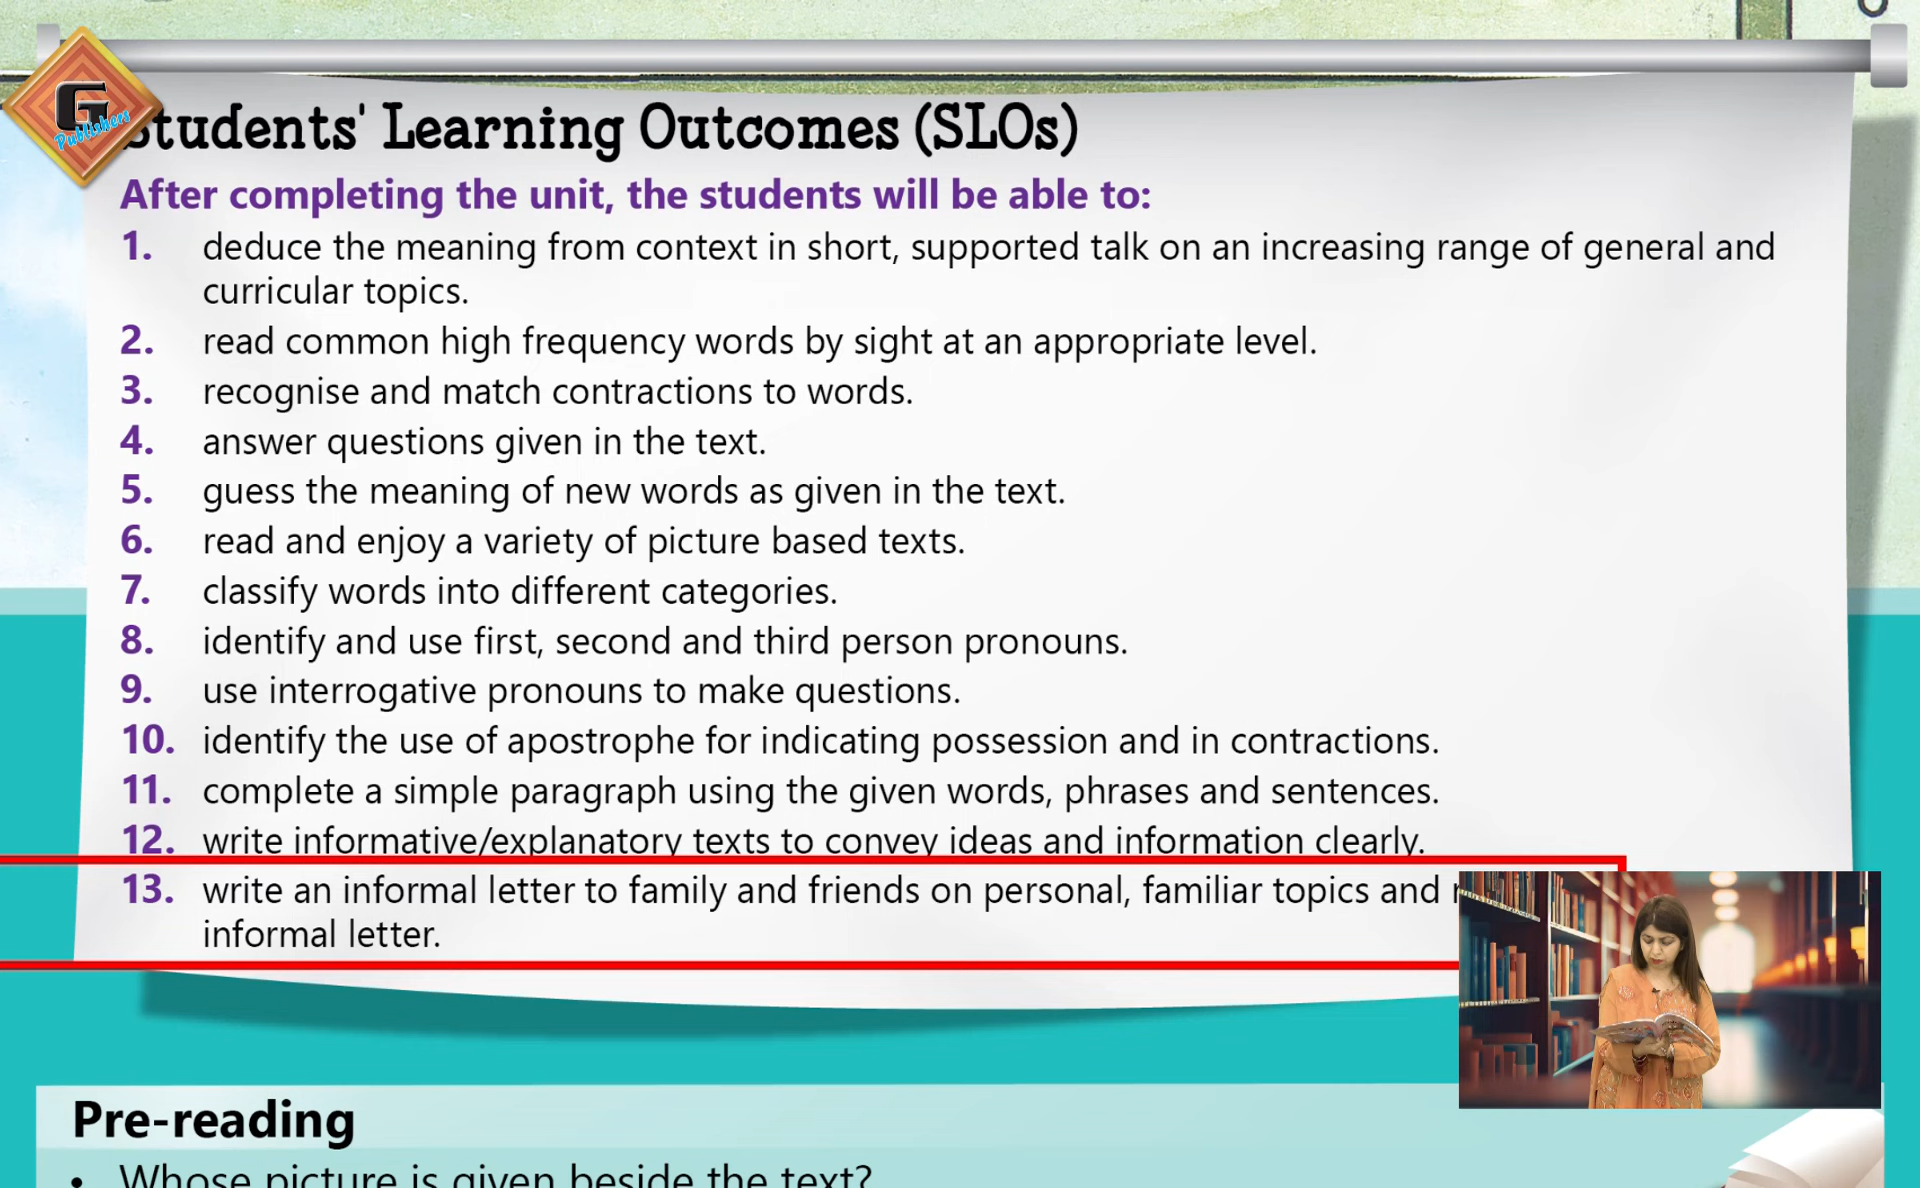 G
Publishers
Students' Learning Outcomes (SLOs)
After completing the unit, the students will be able to:
1. deduce the meaning from context in short, supported talk on an increasing range of general and
curricular topics.
2. read common high frequency words by sight at an appropriate level.
3. recognise and match contractions to words.
4. answer questions given in the text.
5. guess the meaning of new words as given in the text.
6. read and enjoy a variety of picture based texts.
7. classify words into different categories.
8. identify and use first, second and third person pronouns.
9. use interrogative pronouns to make questions.
10. identify the use of apostrophe for indicating possession and in contractions.
11. complete a simple paragraph using the given words, phrases and sentences.
12. write informative/explanatory texts to convey ideas and information clearly.
13. write an informal letter to family and friends on personal, familiar topics and
informal letter.
Pre-reading
• Whose picture is given beside the text?